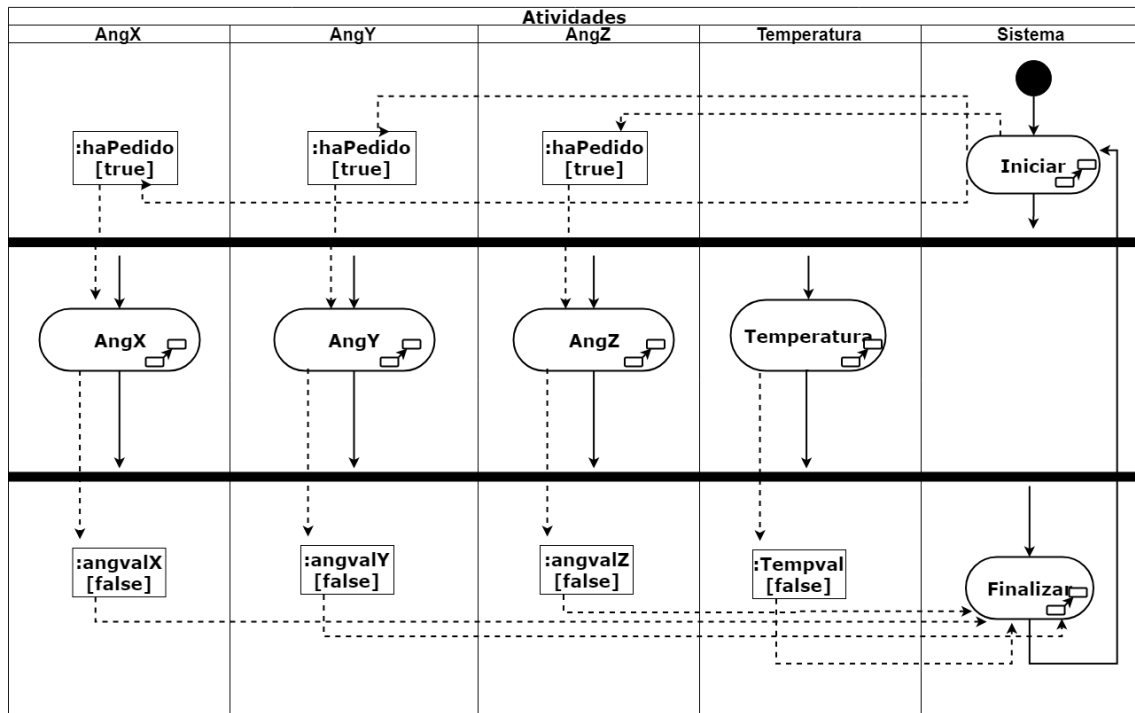 Atividades
AngX
AngY
AngZ
Temperatura
Sistema
:haPedido
[true]
:haPedido
[true]
:haPedido
[true]
Iniciar
AngX
AngY
AngZ
Temperatura
:angvalX
[false]
:angvalY
[false]
:angvalZ
[false]
:Tempval
[false]
Finalizar